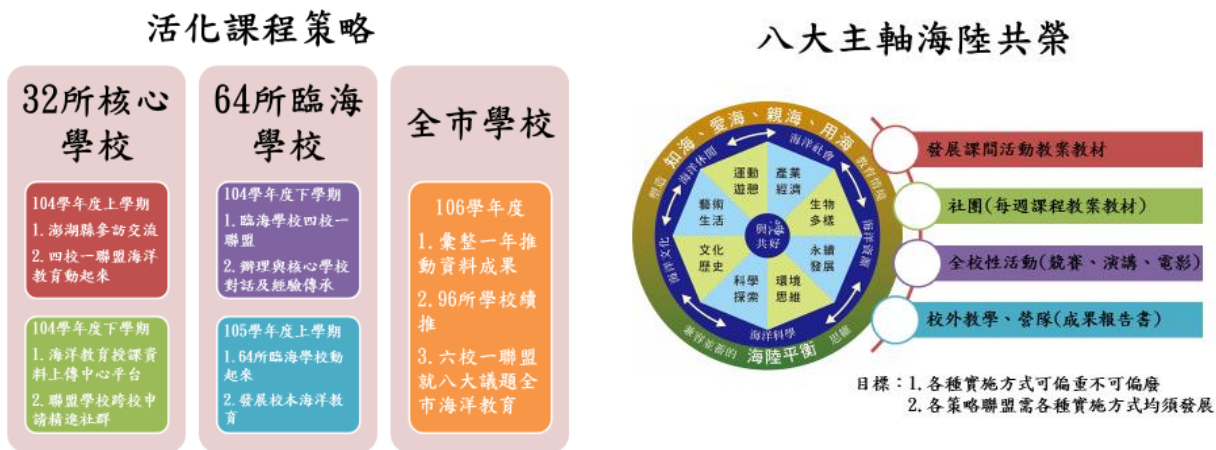 活化課程策略
32所核心
學校
104學年度上學期
1. 澎湖縣參訪交流
2. 四校一聯盟海洋
教育動起來
104學年度下學期
1. 海洋教育授課資
料上傳中心平台
2. 聯盟學校跨校申
請精進社群
64所臨海
學校
104學年度下學期
1. 臨海學校四校一
聯盟
2. 辦理與核心學校
對話及經驗傳承
105學年度上學期
1.64所臨海學校動
起來
2.發展校本海洋教
育
全市學校
106學年度
1.彙整一年推
動資料成果
2.96所學校續
推
3.六校一聯盟
就八大議題全
市海洋教育
八大主軸海陸共榮
塑造 知海、愛海、親海、用海 教育情境
海洋休閒
海洋社會
海洋文化
海洋資源
運動
遊憩
產業
經濟
藝術
生活
生物
多樣
與
共好
文化
歷史
永續
發展
科學
探索
環境
思維
海陸平衡
發展課間活動教案教材
社團(每週課程教案教材)
全校性活動(競賽、演講、電影)
校外教學、營隊(成果報告書)
目標：1.各種實施方式可偏重不可偏廢
2.各策略聯盟需各種實施方式均須發展